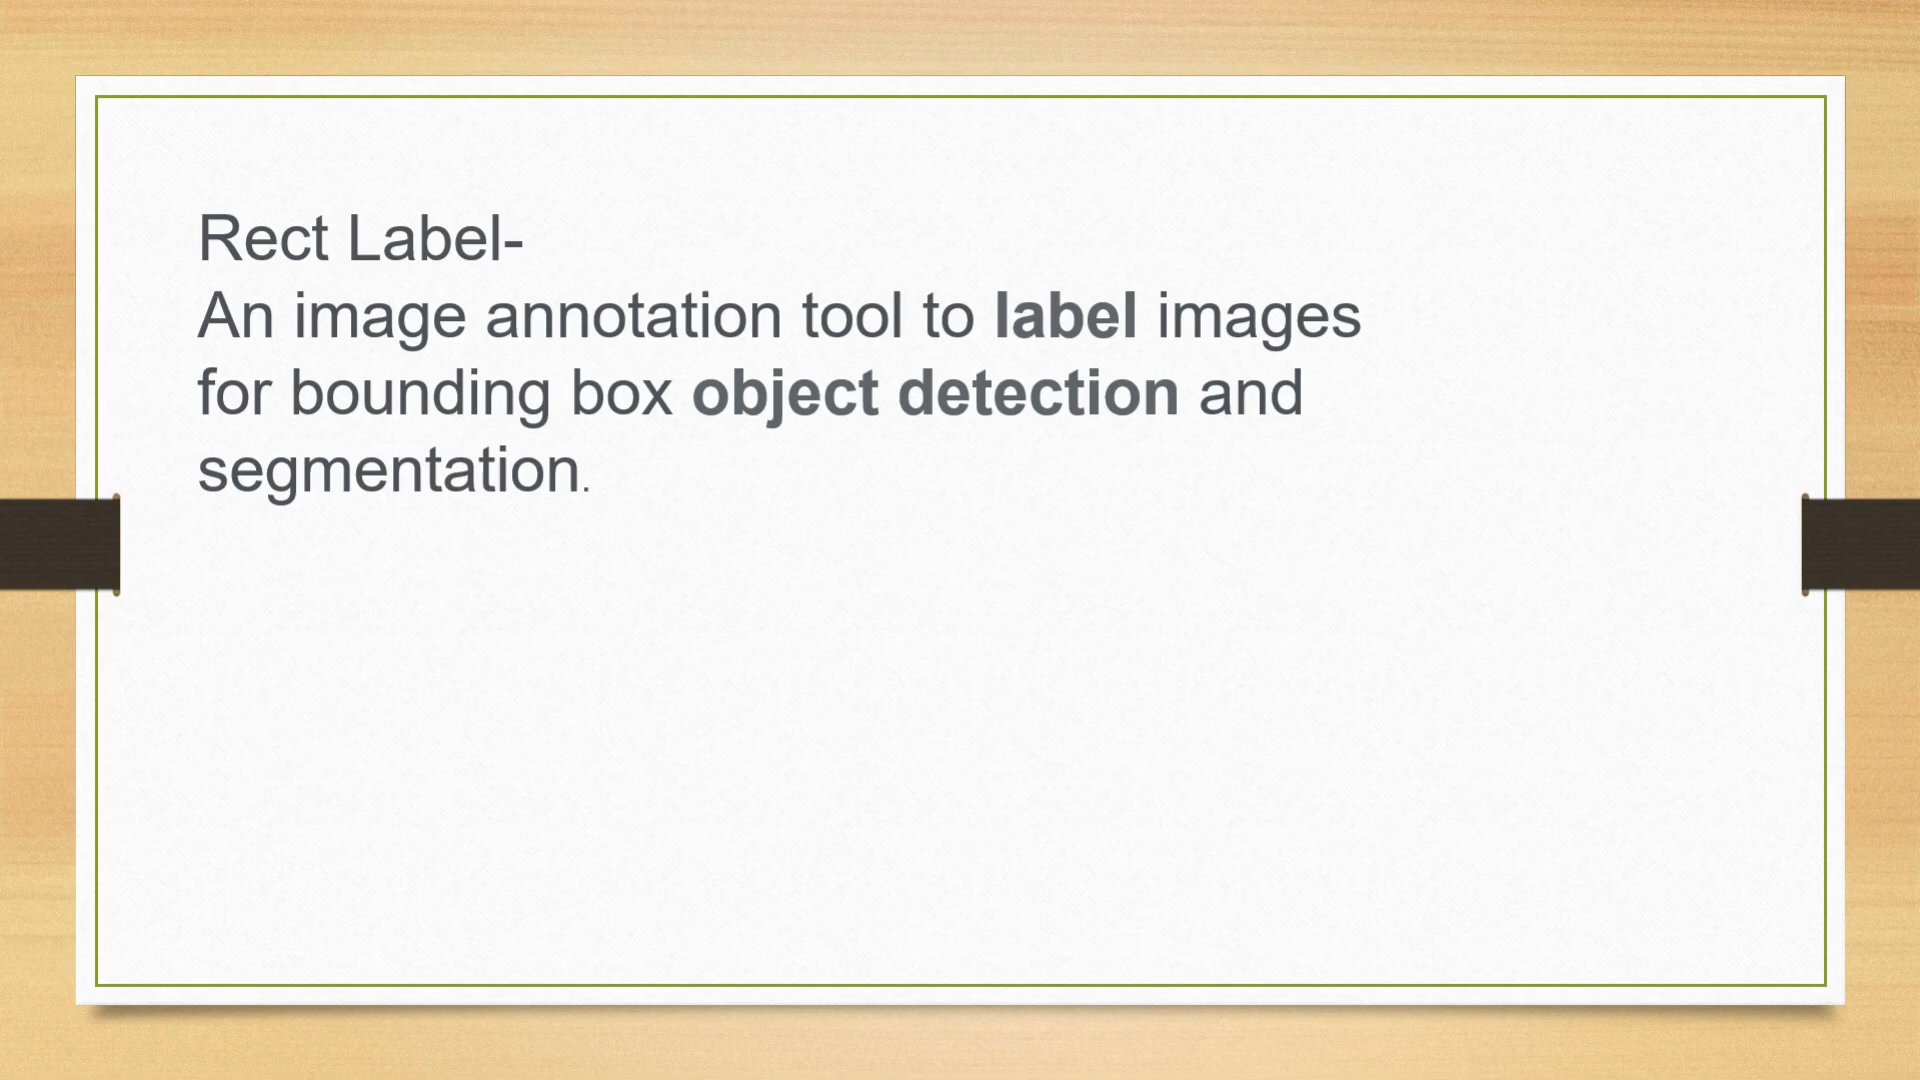 Rect Label-
An image annotation tool to label images
for bounding box object detection and
segmentation.